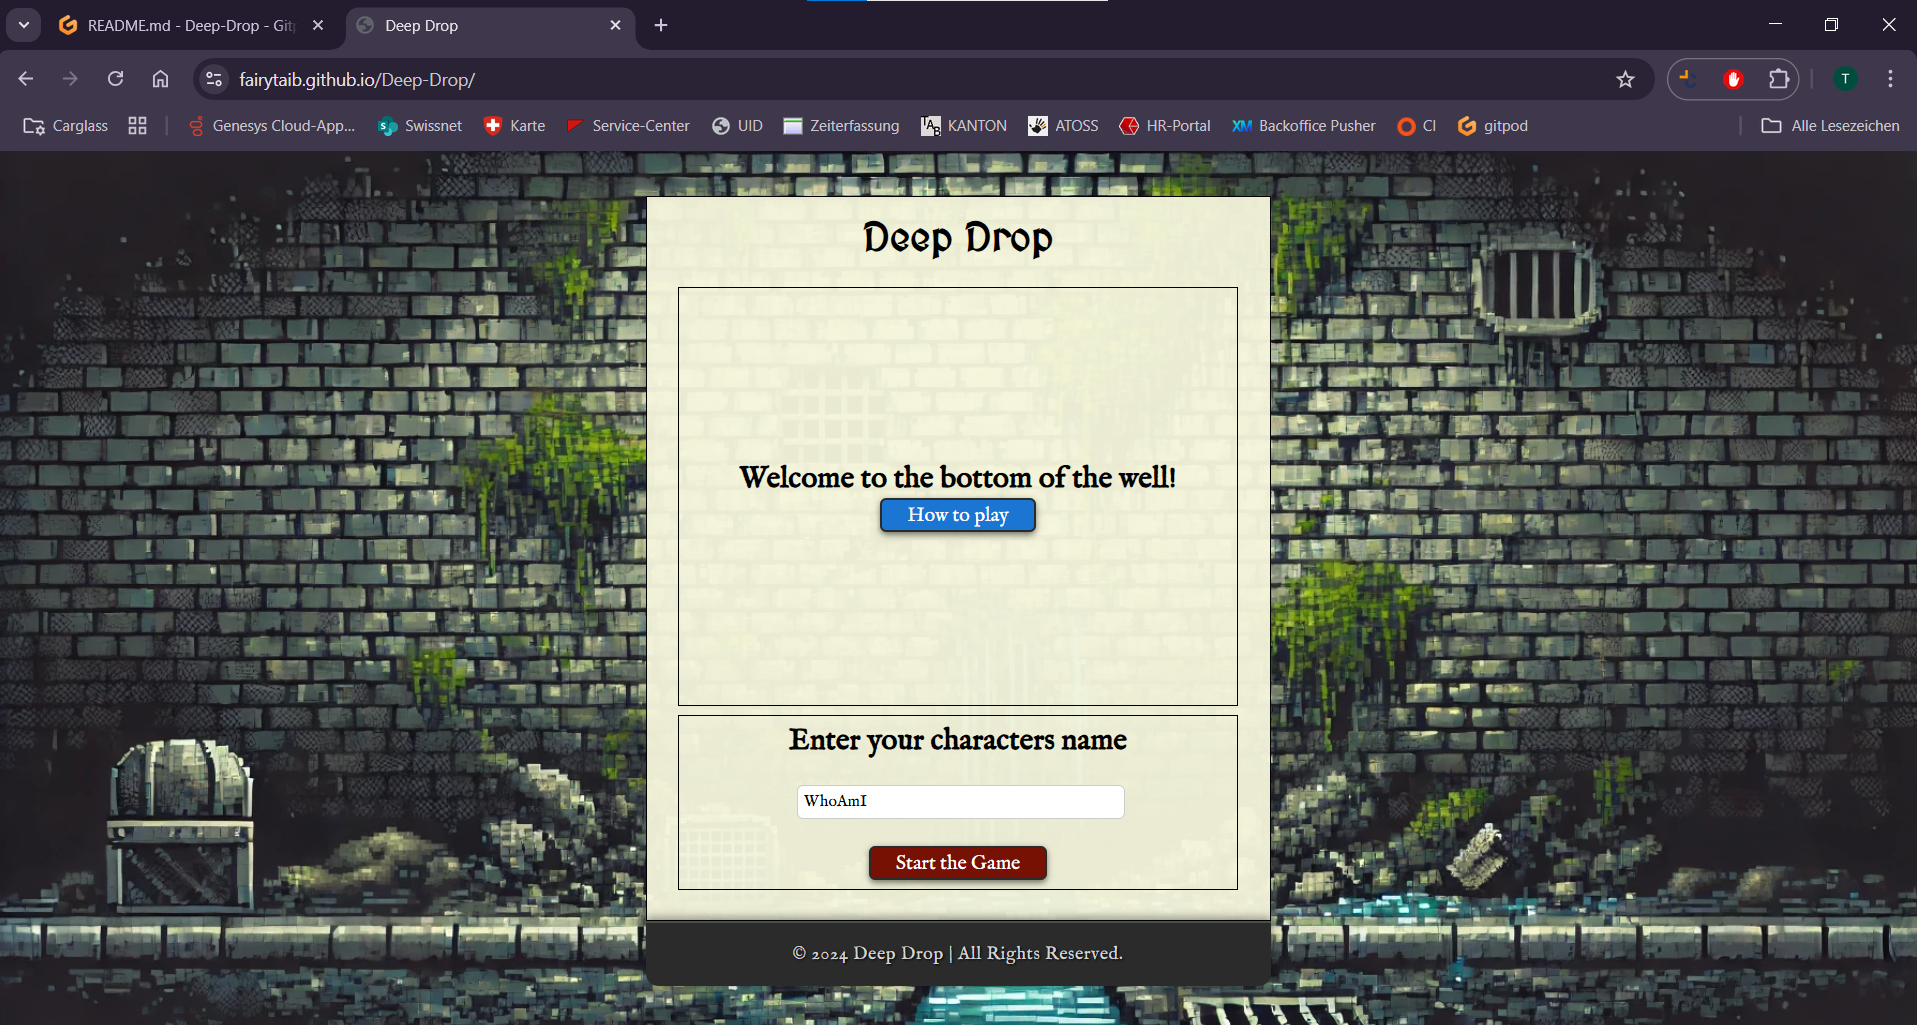 README.md - Deep-Drop - Git
Deep Drop
fairytaib.github.io/Deep-Drop/
T
Carglass
Genesys Cloud-App...
Swissnet
Karte
Service-Center
UID
Zeiterfassung
KANTON
ATOSS
HR-Portal
XM Backoffice Pusher
CI
gitpod
Alle Lesezeichen
Deep Drop
Welcome to the bottom of the well!
How to play
Enter your characters name
WhoAmI
Start the Game
© 2024 Deep Drop | All Rights Reserved.